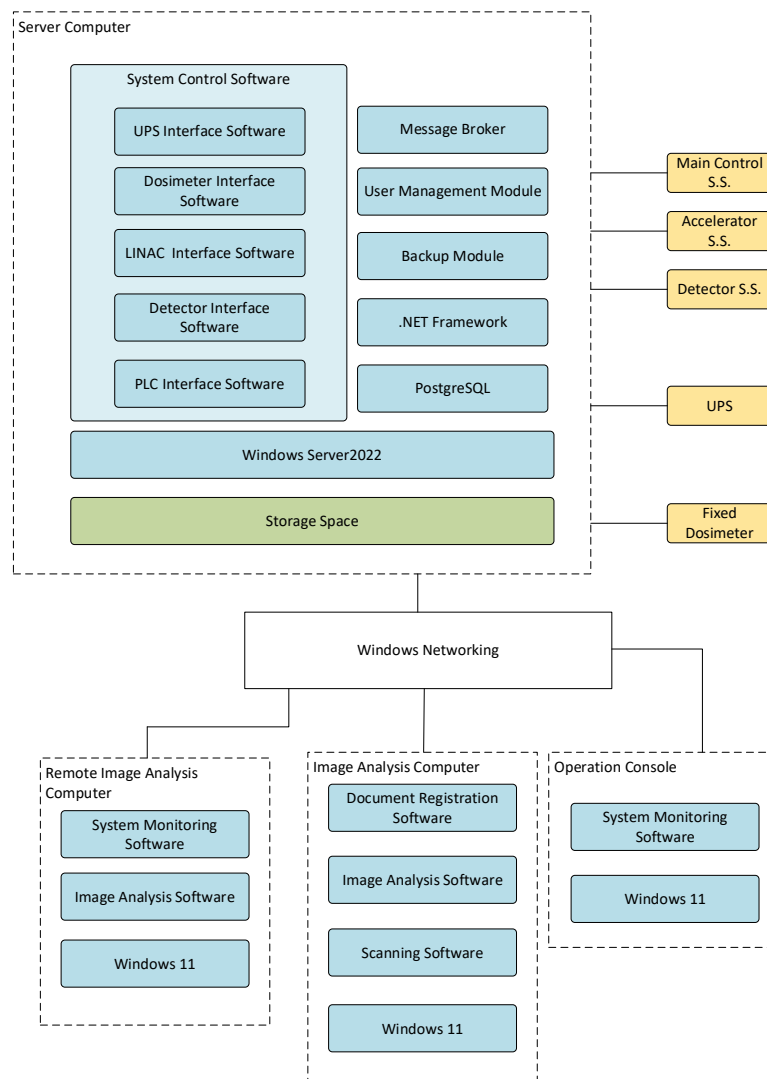 Server Computer
System Control Software
UPS Interface Software
Dosimeter Interface
Software
LINAC  Interface Software
Detector Interface
Software
PLC Interface Software
Message Broker
User Management Module
Backup Module
.NET Framework
PostgreSQL
Windows Server2022
Storage Space
Main Control
S.S.
Accelerator
S.S.
Detector S.S.
UPS
Fixed
Dosimeter
Windows Networking
Remote Image Analysis
Computer
System Monitoring
Software
Image Analysis Software
Windows 11
Image Analysis Computer
Document Registration
Software
Image Analysis Software
Scanning Software
Windows 11
Operation Console
System Monitoring
Software
Windows 11